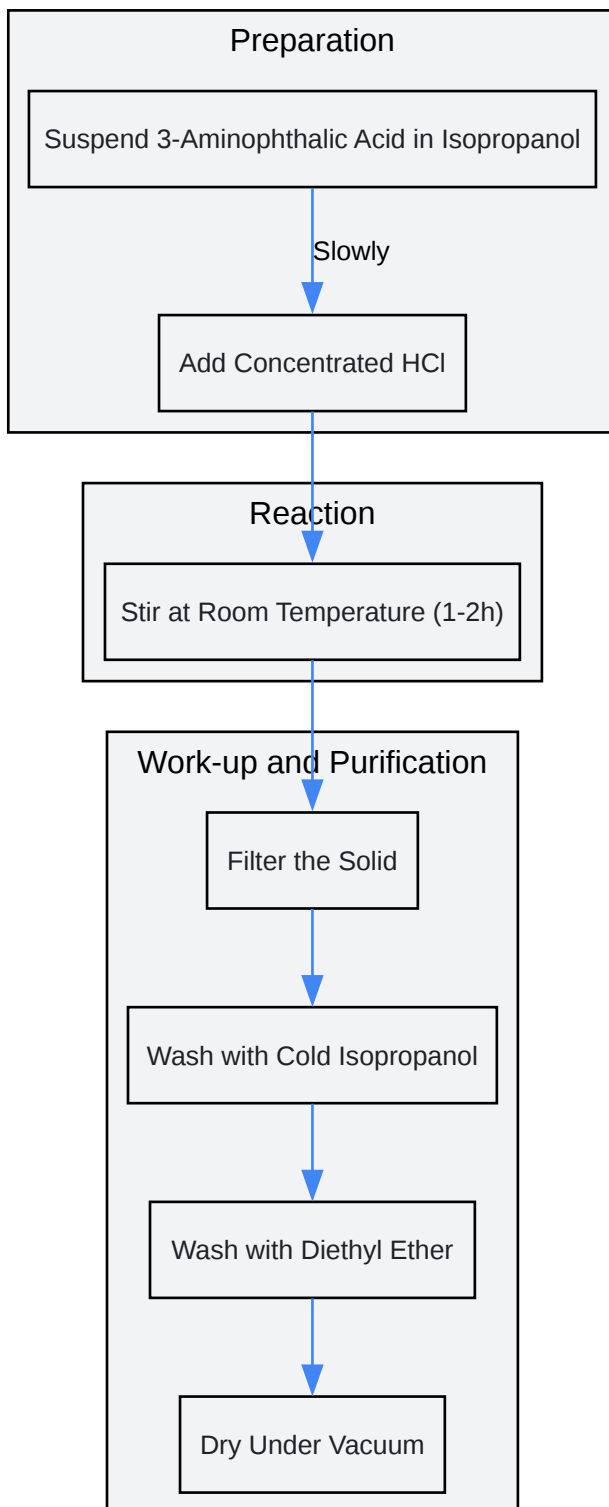 Preparation
Suspend 3-Aminophthalic Acid in Isopropanol
Slowly
Add Concentrated HCl
Reaction
Stir at Room Temperature (1-2h)
Work-up and Purification
Filter the Solid
Wash with Cold Isopropanol
Wash with Diethyl Ether
Dry Under Vacuum